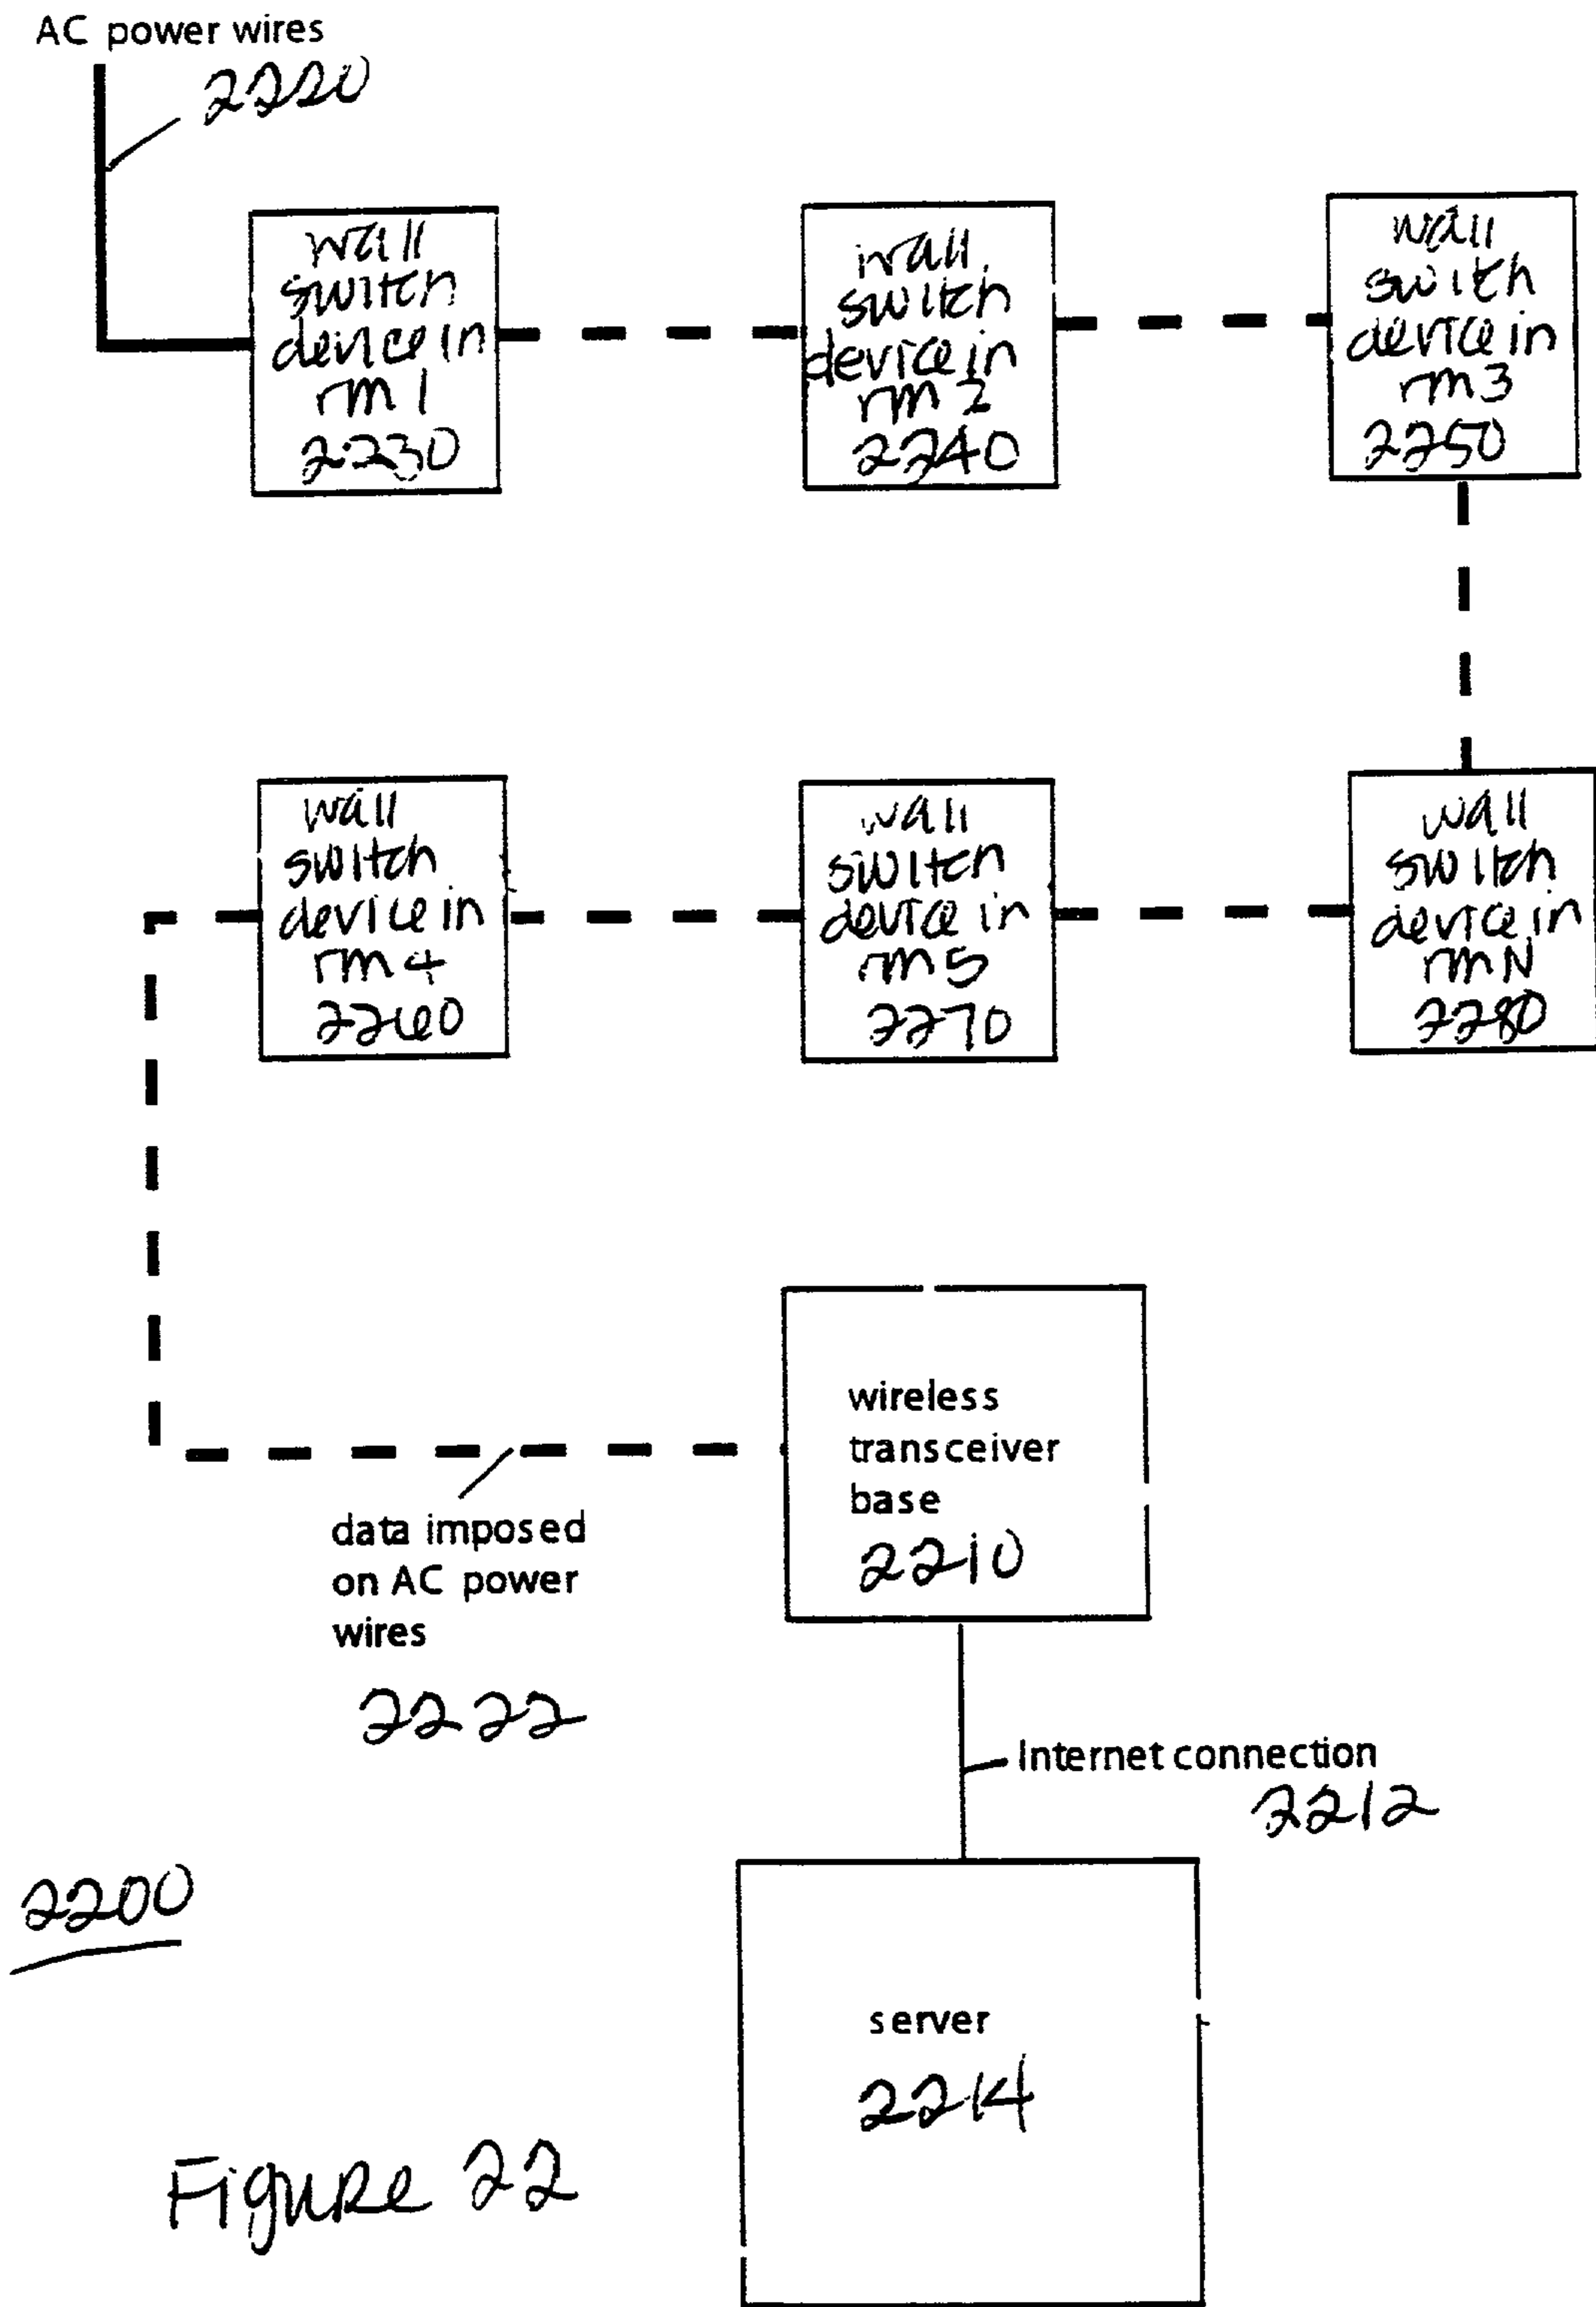 AC power wires
2220
wall
switch
device in
rm 1
2230
wall
switch
device in
rm 2
2240
wall
switch
device in
rm 3
2250
wall
switch
device in
rm 4
2260
wall
switch
device in
rm 5
2270
wall
switch
device in
rm N
2280
wireless
transceiver
base
2210
data imposed
on AC power
wires
2222
Internet connection
2212
2200
server
2214
Figure 22